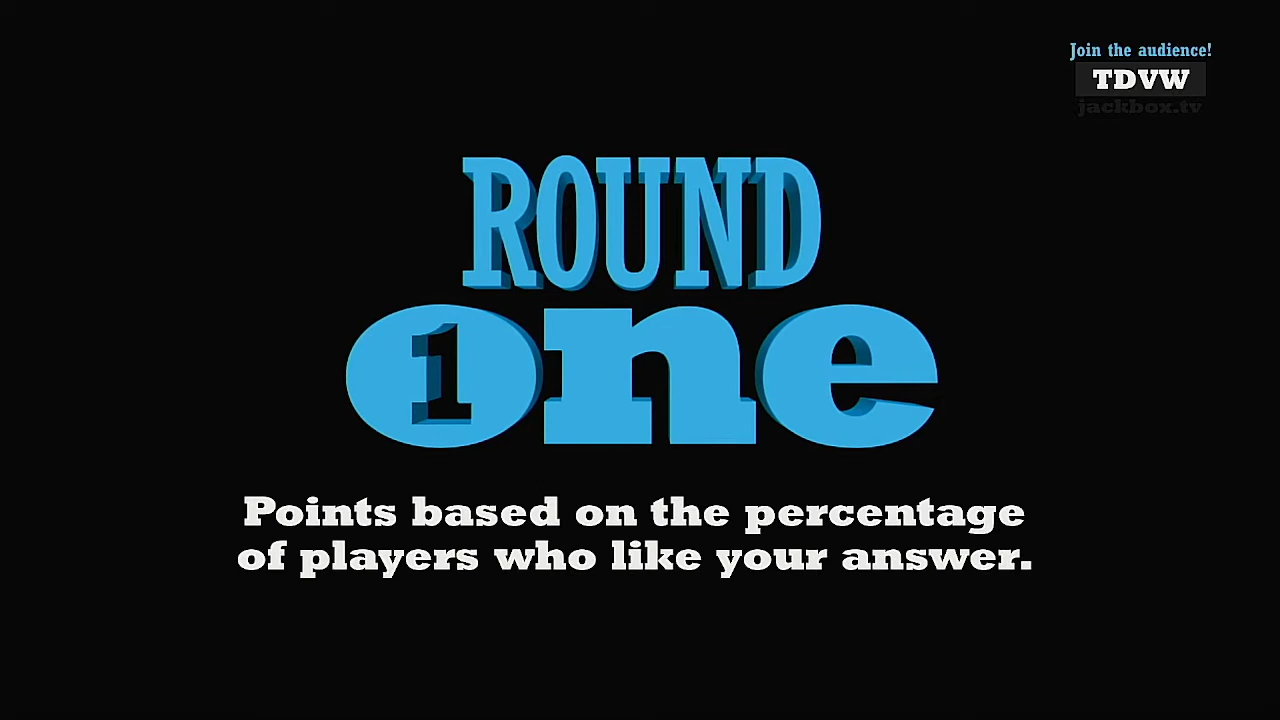 Join the audience!
TDVW
jackbox.tv
ROUND
One
1
Points based on the percentage
of players who like your answer.